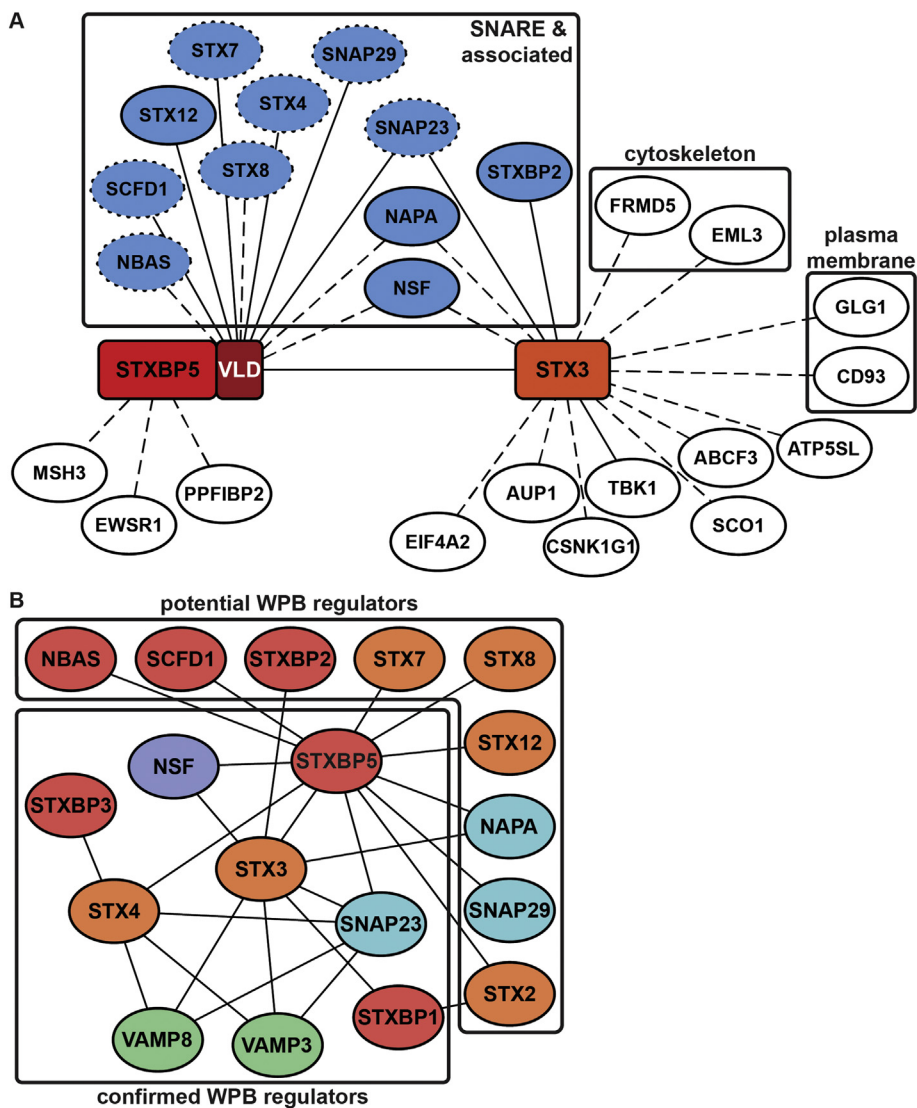 A
SNARE &
associated
STX7
SNAP29
STX12
STX4
SNAP23
STX8
STXBP2
SCFD1
NAPA
NBAS
NSF
cytoskeleton
FRMD5
EML3
plasma
membrane
GLG1
CD93
STXBP5
VLD
STX3
MSH3
EWSR1
PPFIBP2
EIF4A2
AUP1
CSNK1G1
TBK1
ABCF3
SCO1
ATP5SL
B
potential WPB regulators
NBAS
SCFD1
STXBP2
STX7
STX8
STX12
NSF
STXBP5
STXBP3
NAPA
STX3
STX4
SNAP23
SNAP29
STX2
STXBP1
VAMP8
VAMP3
confirmed WPB regulators